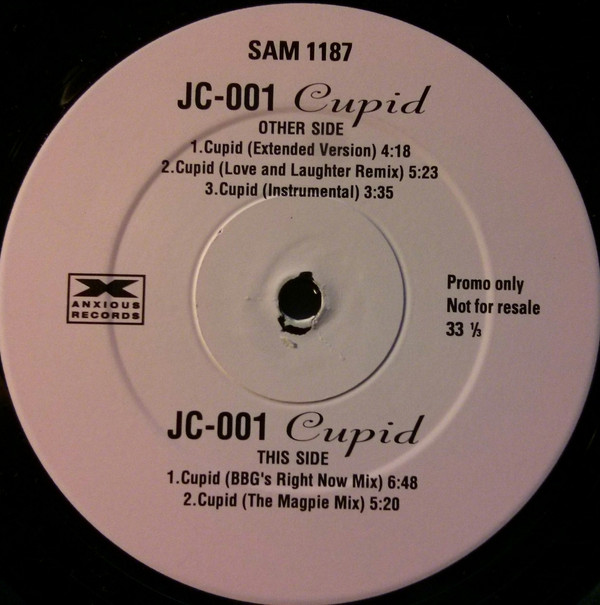 SAM 1187
JC-001 Cupid
OTHER SIDE
1.Cupid (Extended Version) 4:18
2.Cupid (Love and Laughter Remix) 5:23
3.Cupid (Instrumental) 3:35
ANXIOUS
RECORDS
Promo only
Not for resale
33 ⅓
JC-001 Cupid
THIS SIDE
1.Cupid (BBG's Right Now Mix) 6:48
2.Cupid (The Magpie Mix) 5:20